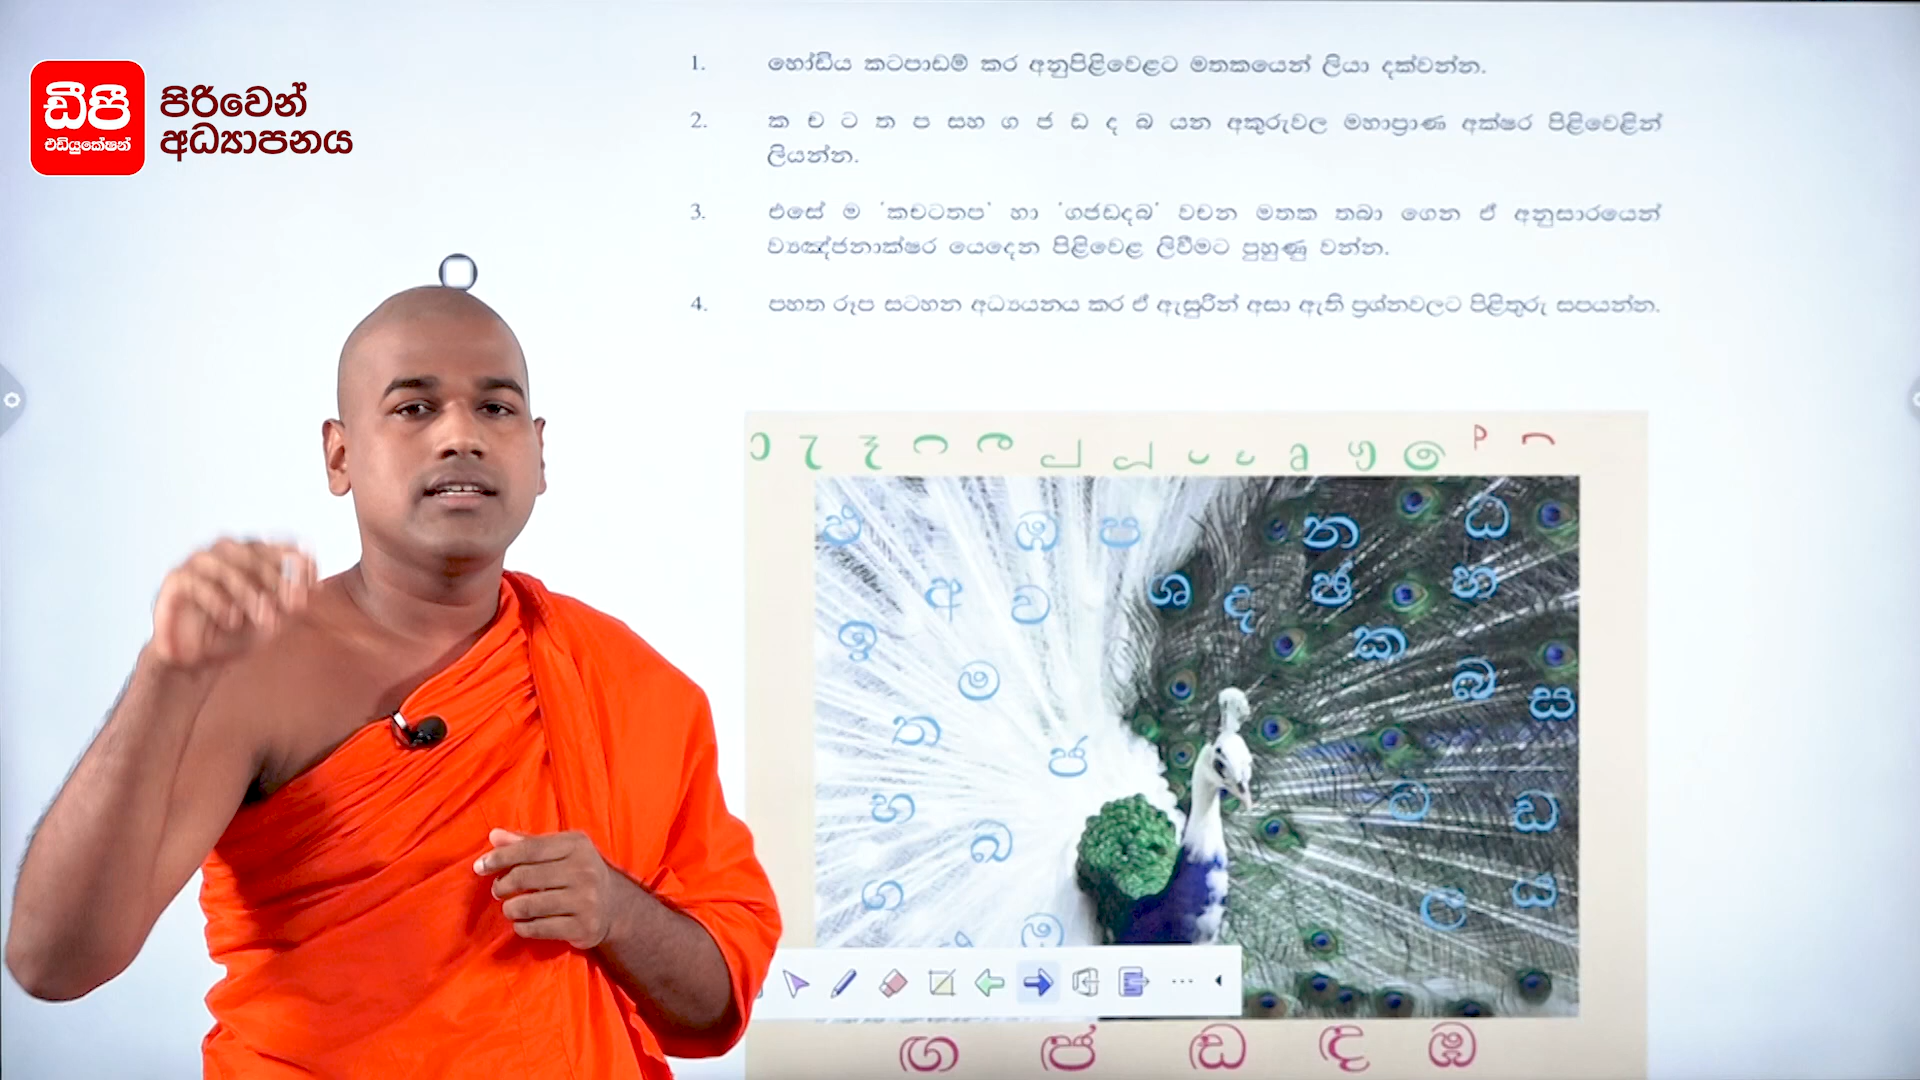 ඩීපී
එඩියුකේෂන්
පිරිවෙන්
අධ්‍යාපනය
1. හෝඩිය කටපාඩම් කර අනුපිළිවෙළට මතකයෙන් ලියා දක්වන්න.
2. ක ච ට ත ප සහ ග ජ ඩ ද බ යන අකුරුවල මහාප්‍රාණ අක්ෂර පිළිවෙළින්
ලියන්න.
3. එසේ ම 'කචටතප' හා 'ගජඩදබ' වචන මතක තබා ගෙන ඒ අනුසාරයෙන්
ව්‍යඤ්ජනාක්ෂර යෙදෙන පිළිවෙළ ලිවීමට පුහුණු වන්න.
4. පහත රූප සටහන අධ්‍යයනය කර ඒ ඇසුරින් අසා ඇති ප්‍රශ්නවලට පිළිතුරු සපයන්න.
ඹ ප න ඨ
අ ව ශ ද ඡ හ
ඉ ක
ම බ ස
ත ජ
භ ඛ ඩ
ග ල ය
ඟ ඦ ඬ ඳ ඹ